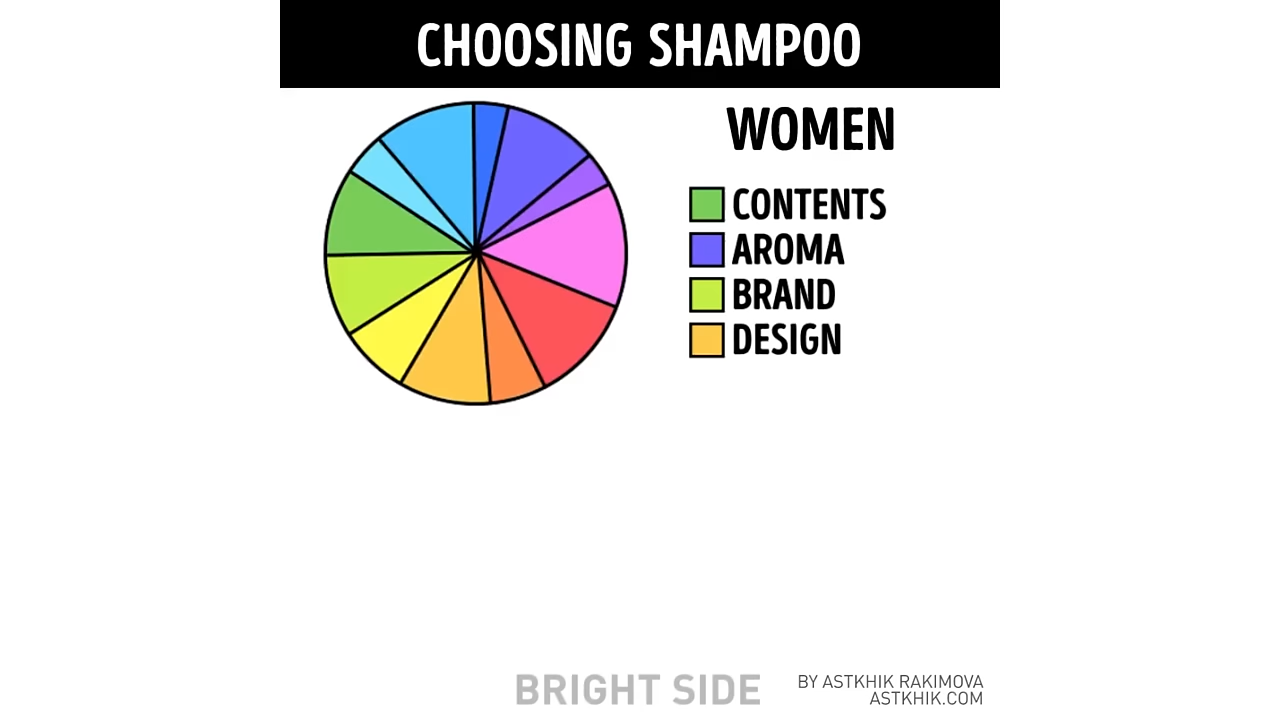 CHOOSING SHAMPOO
WOMEN
CONTENTS
AROMA
BRAND
DESIGN
BRIGHT SIDE
BY ASTKHIK RAKIMOVA
ASTKHIK.COM